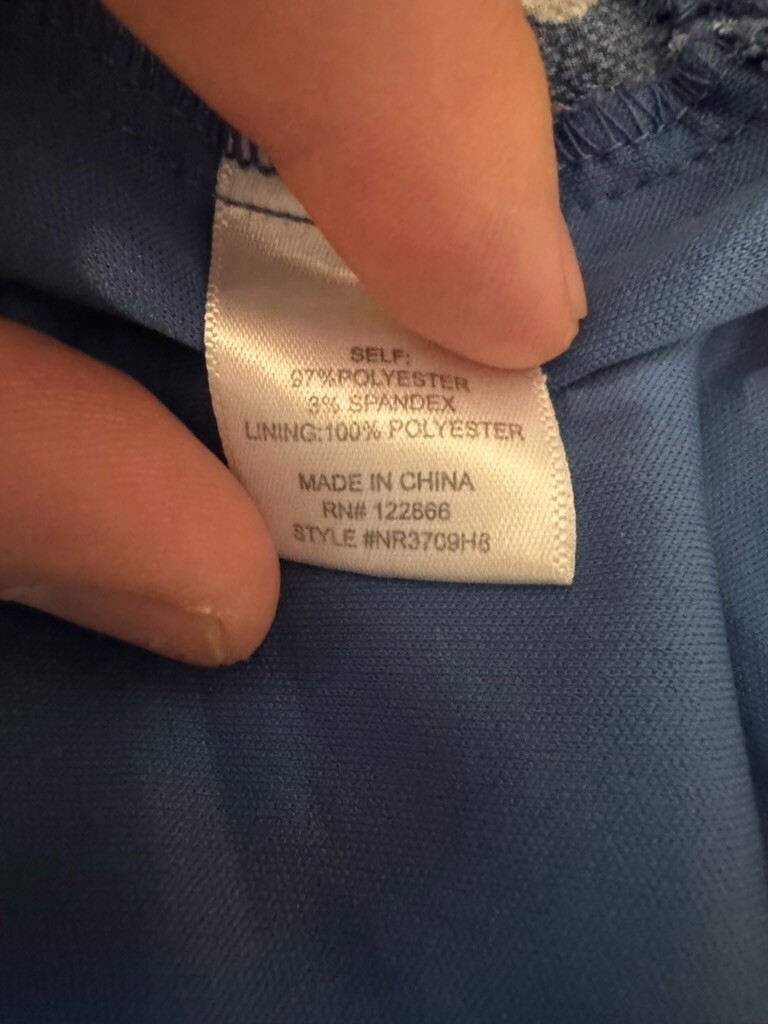 SELF:
97%POLYESTER
3% SPANDEX
LINING:100% POLYESTER
MADE IN CHINA
RN# 122866
STYLE #NR3709H8